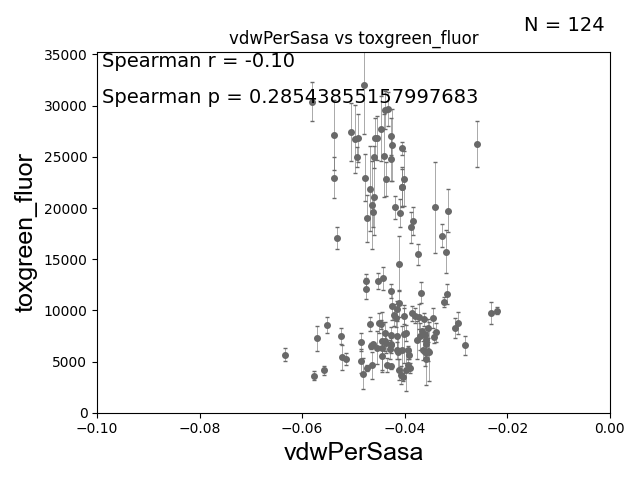 N = 124
vdwPerSasa vs toxgreen_fluor
Spearman r = -0.10
Spearman p = 0.28543855157997683
toxgreen_fluor
35000
30000
25000
20000
15000
10000
5000
0
−0.10 −0.08 −0.06 −0.04 −0.02 0.00
vdwPerSasa